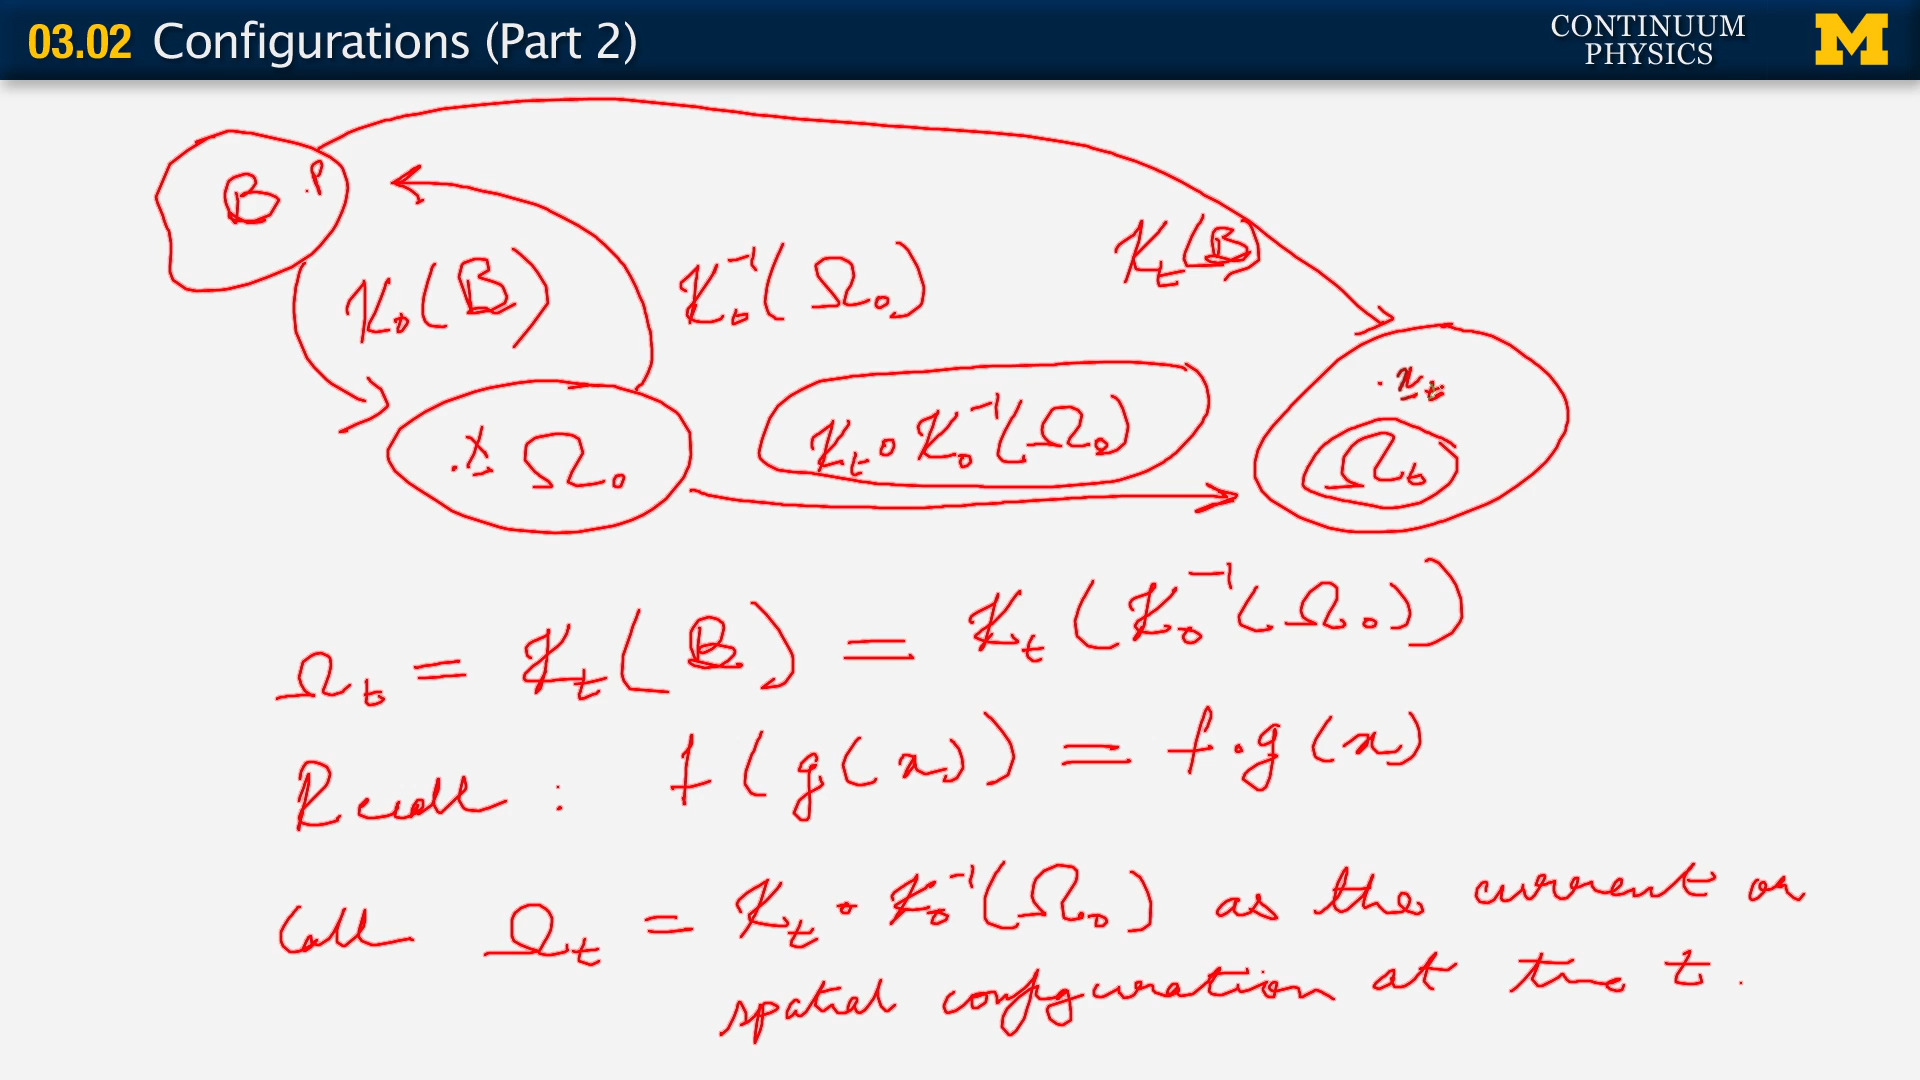 03.02 Configurations (Part 2)
CONTINUUM
PHYSICS
M
B .P
κ₀(B)
κ₀⁻¹(Ω₀)
κₜ(B)
.X Ω₀
κₜ∘κ₀⁻¹(Ω₀)
.xₜ
Ωₜ
Ωₜ = κₜ(B) = κₜ(κ₀⁻¹(Ω₀))
Recall : f(g(x)) = f∘g(x)
Call Ωₜ = κₜ∘κ₀⁻¹(Ω₀) as the current or
spatial configuration at time t.